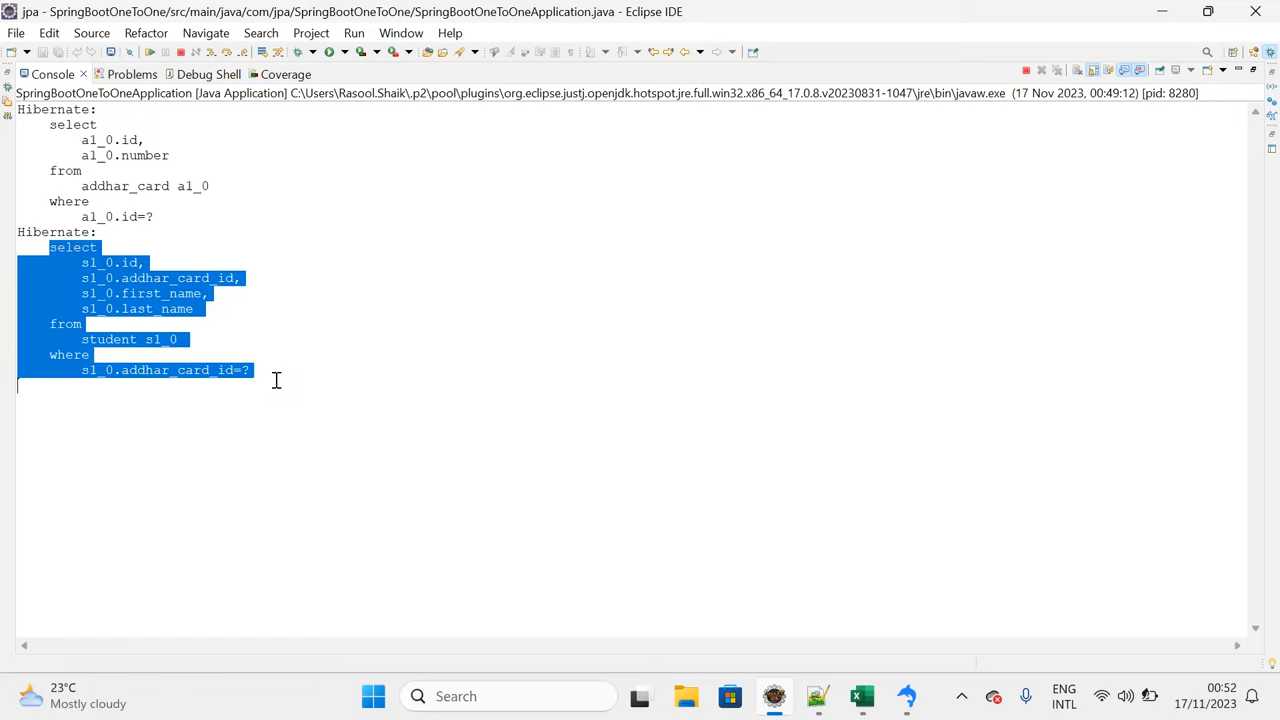 jpa - SpringBootOneToOne/src/main/java/com/jpa/SpringBootOneToOne/SpringBootOneToOneApplication.java - Eclipse IDE
File Edit Source Refactor Navigate Search Project Run Window Help
Console Problems Debug Shell Coverage
SpringBootOneToOneApplication [Java Application] C:\Users\Rasool.Shaik\.p2\pool\plugins\org.eclipse.justj.openjdk.hotspot.jre.full.win32.x86_64_17.0.8.v20230831-1047\jre\bin\javaw.exe (17 Nov 2023, 00:49:12) [pid: 8280]
Hibernate:
select
a1_0.id,
a1_0.number
from
addhar_card a1_0
where
a1_0.id=?
Hibernate:
select
s1_0.id,
s1_0.addhar_card_id,
s1_0.first_name,
s1_0.last_name
from
student s1_0
where
s1_0.addhar_card_id=?
23°C
Mostly cloudy
Search
ENG
INTL
00:52
17/11/2023